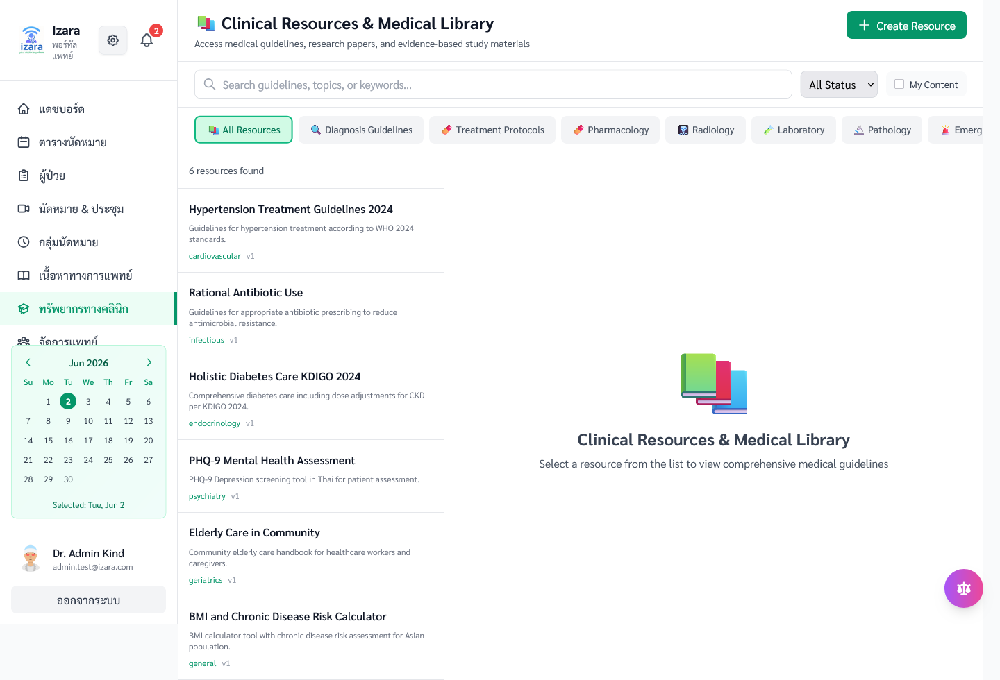 Izara
พอร์ทัล
แพทย์
izara
2
แดชบอร์ด
ตารางนัดหมาย
ผู้ป่วย
นัดหมาย & ประชุม
กลุ่มนัดหมาย
เนื้อหาทางการแพทย์
ทรัพยากรทางคลินิก
จัดการแพทย์
Jun 2026
Su Mo Tu We Th Fr Sa
1 2 3 4 5 6
7 8 9 10 11 12 13
14 15 16 17 18 19 20
21 22 23 24 25 26 27
28 29 30
Selected: Tue, Jun 2
Dr. Admin Kind
admin.test@izara.com
ออกจากระบบ
Clinical Resources & Medical Library
Access medical guidelines, research papers, and evidence-based study materials
Create Resource
Search guidelines, topics, or keywords...
All Status
My Content
All Resources
Diagnosis Guidelines
Treatment Protocols
Pharmacology
Radiology
Laboratory
Pathology
Emerg
6 resources found
Hypertension Treatment Guidelines 2024
Guidelines for hypertension treatment according to WHO 2024
standards.
cardiovascular v1
Rational Antibiotic Use
Guidelines for appropriate antibiotic prescribing to reduce
antimicrobial resistance.
infectious v1
Holistic Diabetes Care KDIGO 2024
Comprehensive diabetes care including dose adjustments for CKD
per KDIGO 2024.
endocrinology v1
PHQ-9 Mental Health Assessment
PHQ-9 Depression screening tool in Thai for patient assessment.
psychiatry v1
Elderly Care in Community
Community elderly care handbook for healthcare workers and
caregivers.
geriatrics v1
BMI and Chronic Disease Risk Calculator
BMI calculator tool with chronic disease risk assessment for Asian
population.
general v1
Clinical Resources & Medical Library
Select a resource from the list to view comprehensive medical guidelines